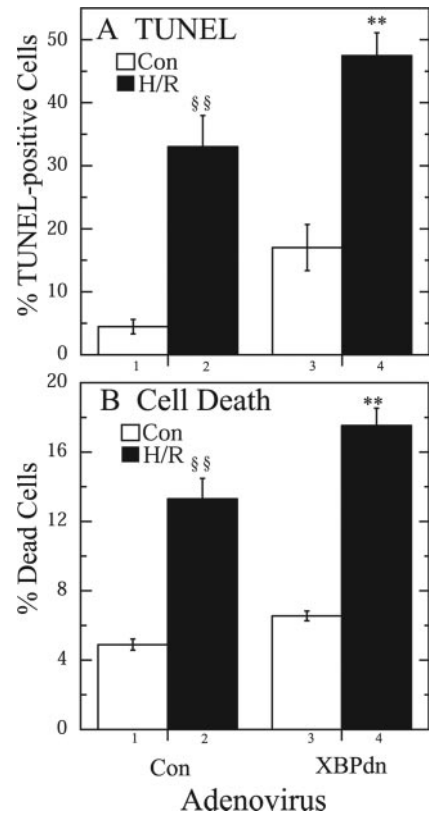 A TUNEL
Con
H/R
§§
**
% TUNEL-positive Cells
50
40
30
20
10
0
1 2 3 4
B Cell Death
Con
H/R
§§
**
% Dead Cells
20
16
12
8
4
0
1 2 3 4
Con XBPdn
Adenovirus